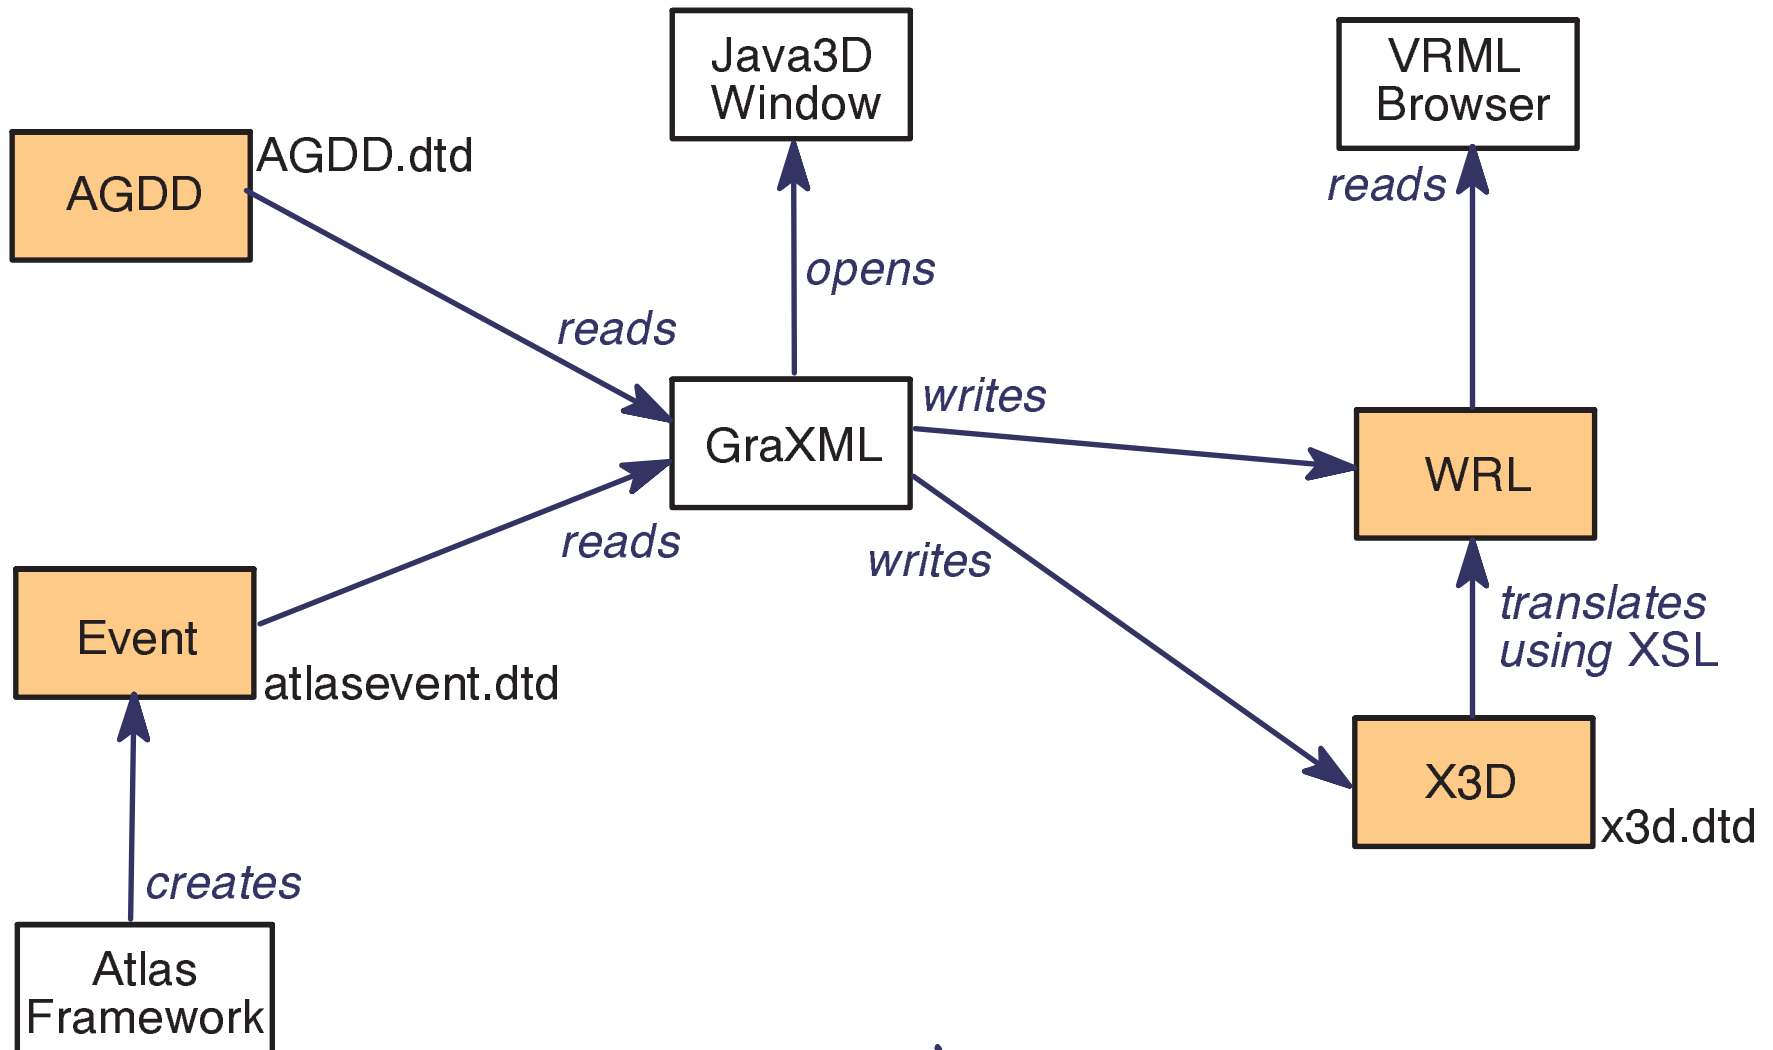 Java3D
Window
VRML
Browser
AGDD.dtd
AGDD
reads
opens
reads
writes
GraXML
WRL
reads
writes
translates
using XSL
Event
atlasevent.dtd
X3D
x3d.dtd
creates
Atlas
Framework